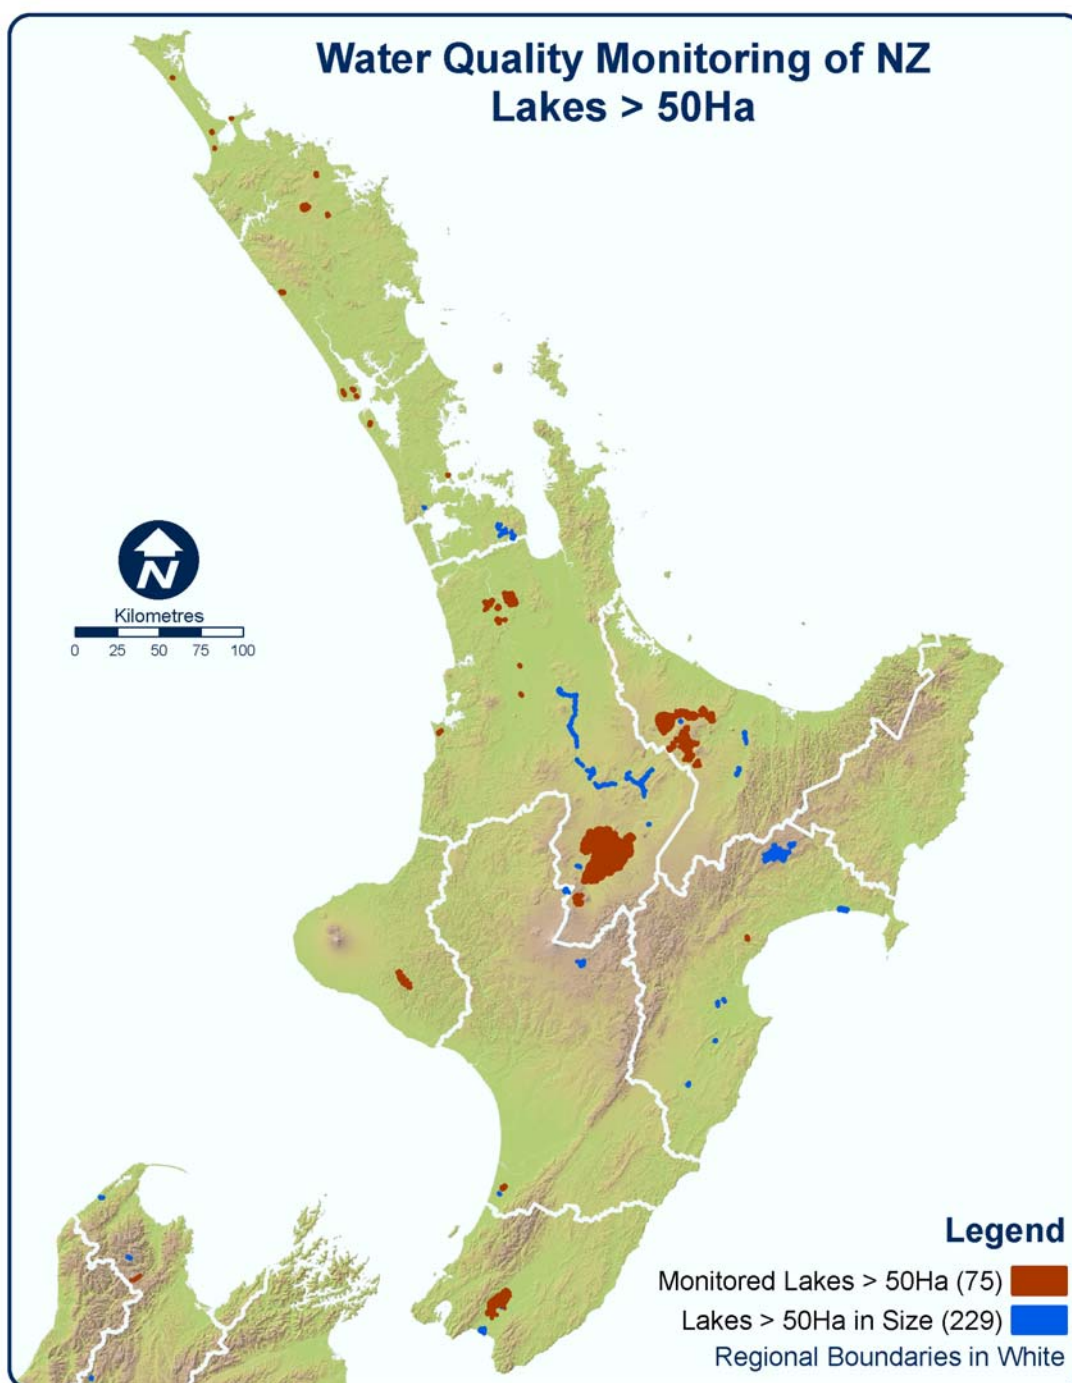 Water Quality Monitoring of NZ
Lakes > 50Ha
N
Kilometres
0 25 50 75 100
Legend
Monitored Lakes > 50Ha (75)
Lakes > 50Ha in Size (229)
Regional Boundaries in White